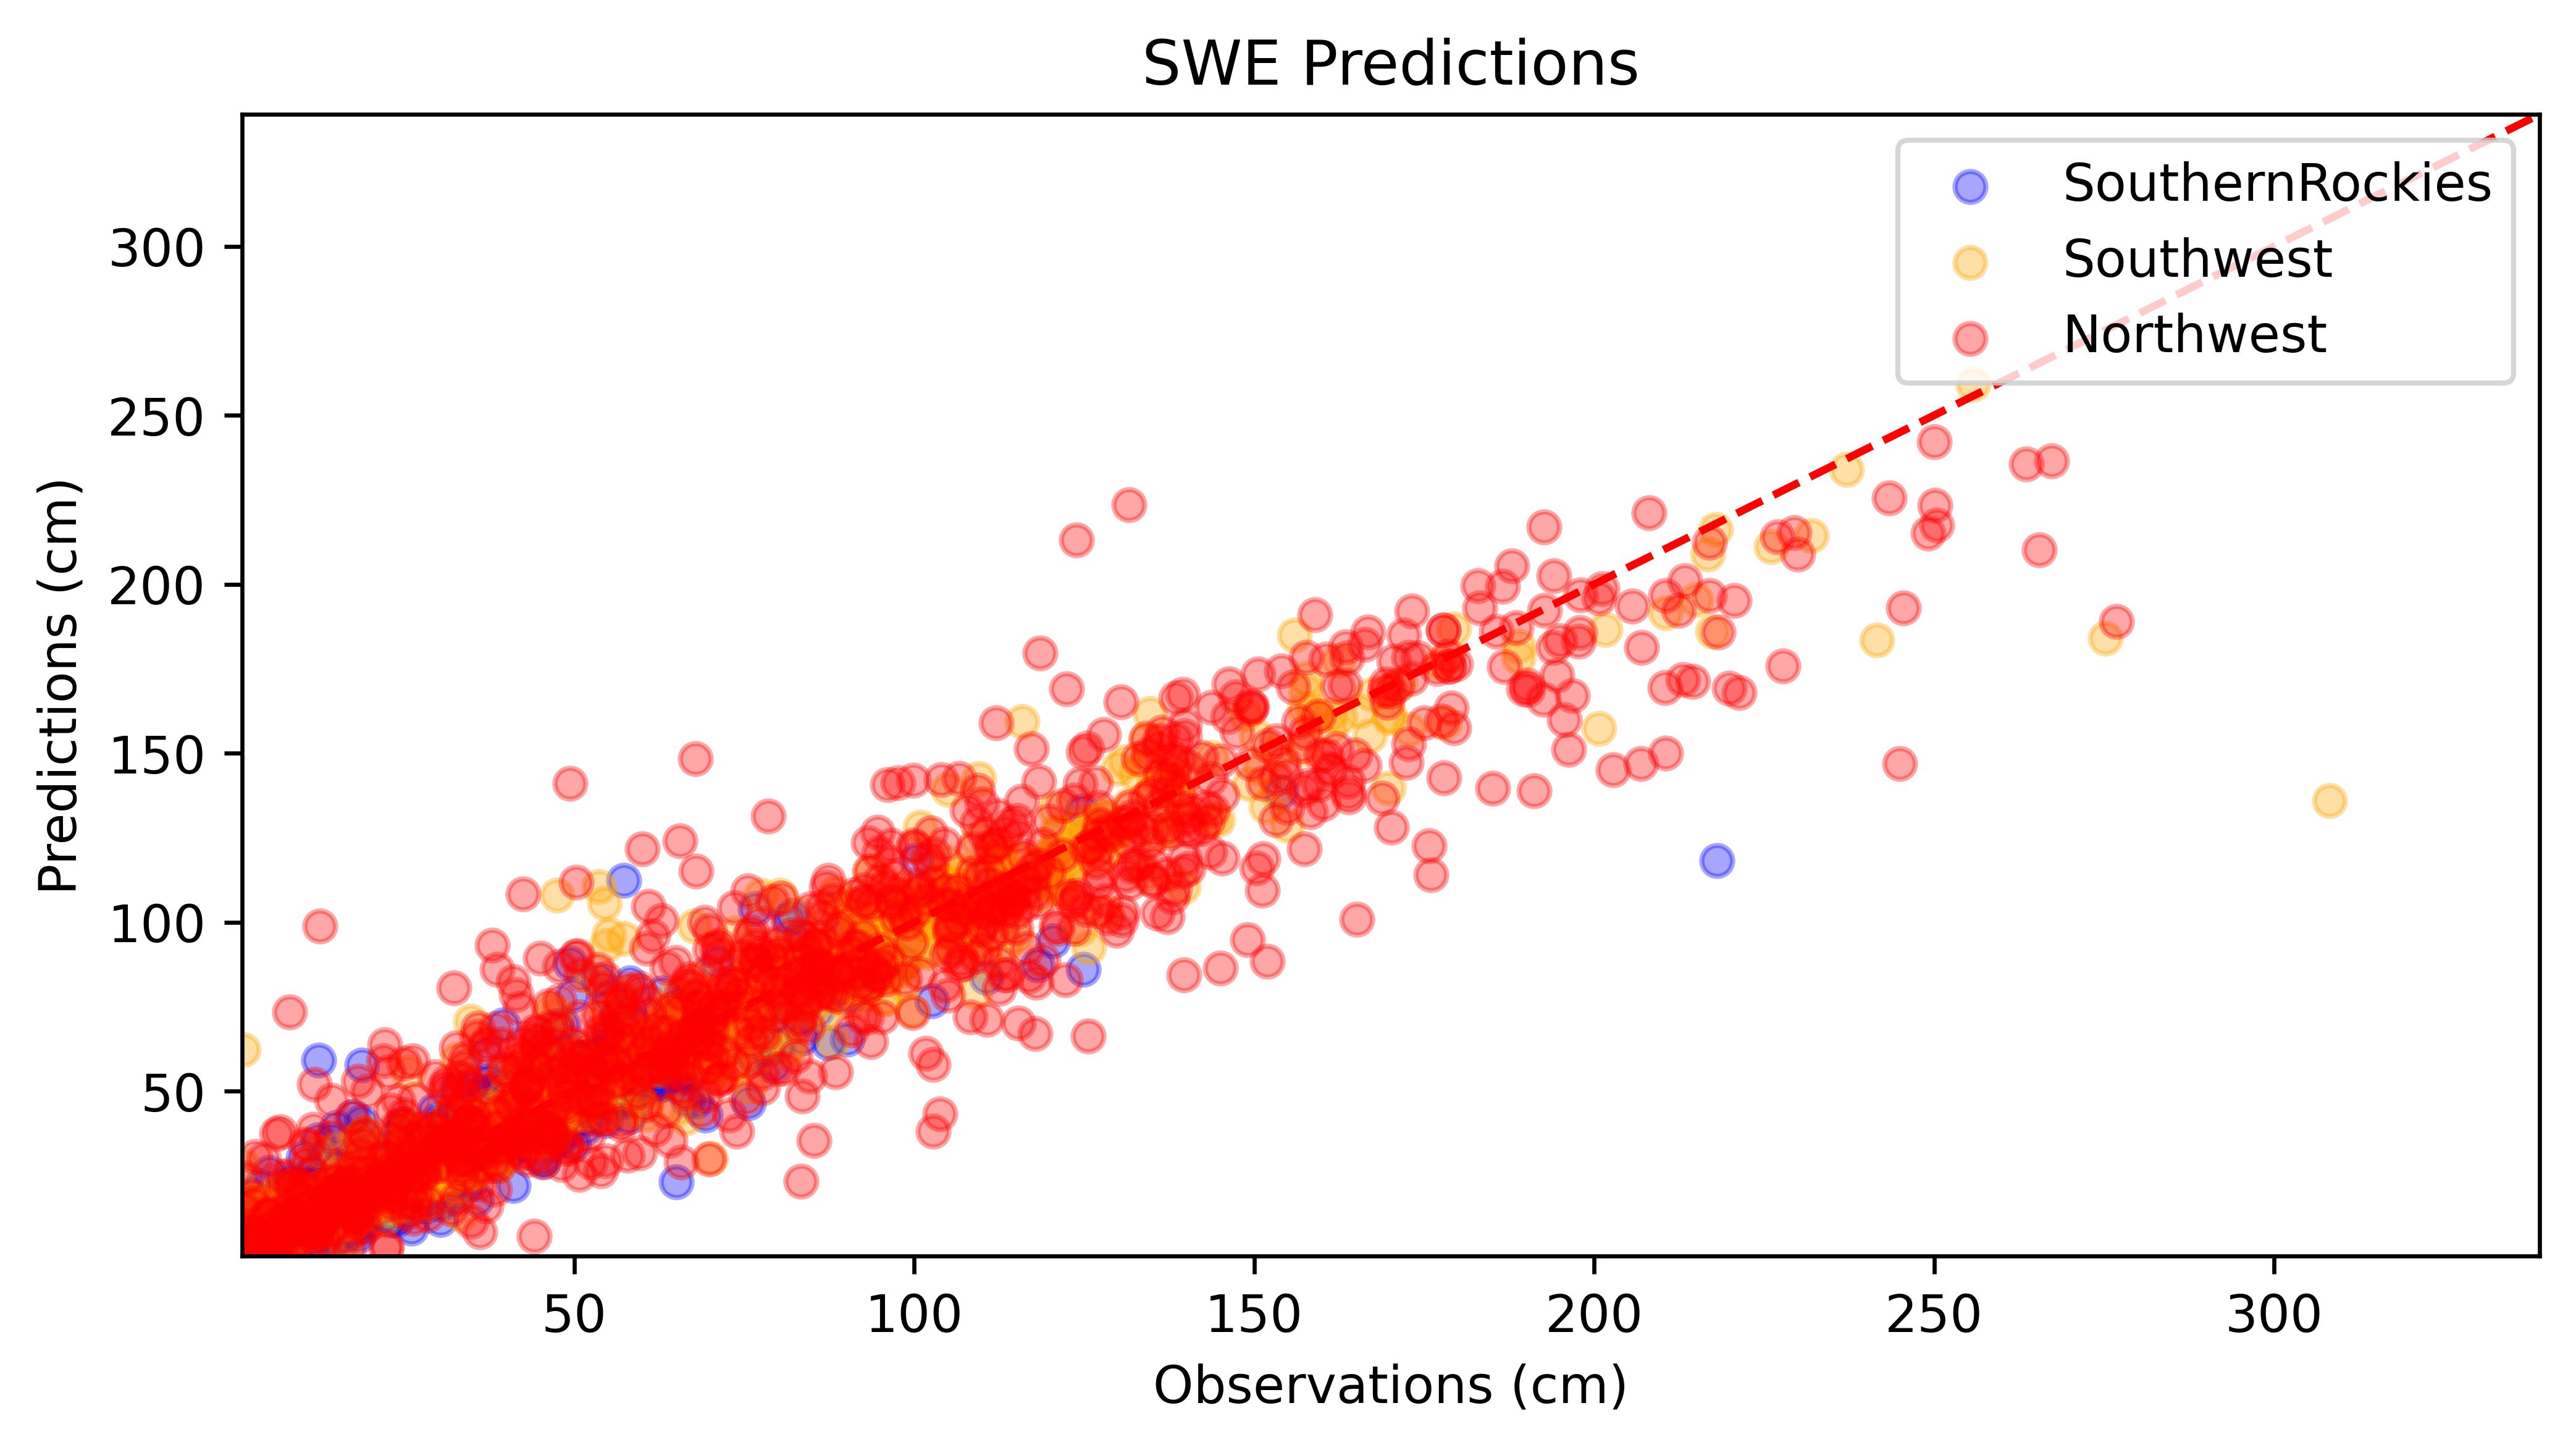 SWE Predictions
SouthernRockies
Southwest
Northwest
300
250
200
150
100
50
Predictions (cm)
50 100 150 200 250 300
Observations (cm)